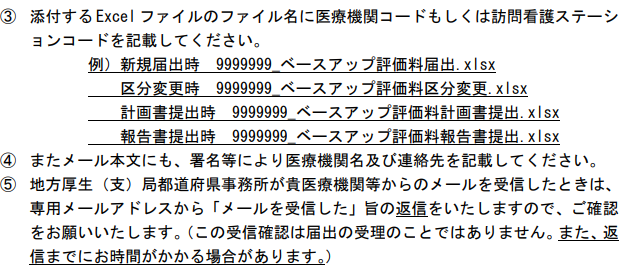 ③ 添付するExcelファイルのファイル名に医療機関コードもしくは訪問看護ステーシ
ョンコードを記載してください。
例）新規届出時　9999999_ベースアップ評価料届出.xlsx
区分変更時　9999999_ベースアップ評価料区分変更.xlsx
計画書提出時　9999999_ベースアップ評価料計画書提出.xlsx
報告書提出時　9999999_ベースアップ評価料報告書提出.xlsx
④ またメール本文にも、署名等により医療機関名及び連絡先を記載してください。
⑤ 地方厚生（支）局都道府県事務所が貴医療機関等からのメールを受信したときは、
専用メールアドレスから「メールを受信した」旨の返信をいたしますので、ご確認
をお願いいたします。（この受信確認は届出の受理のことではありません。また、返
信までにお時間がかかる場合があります。）